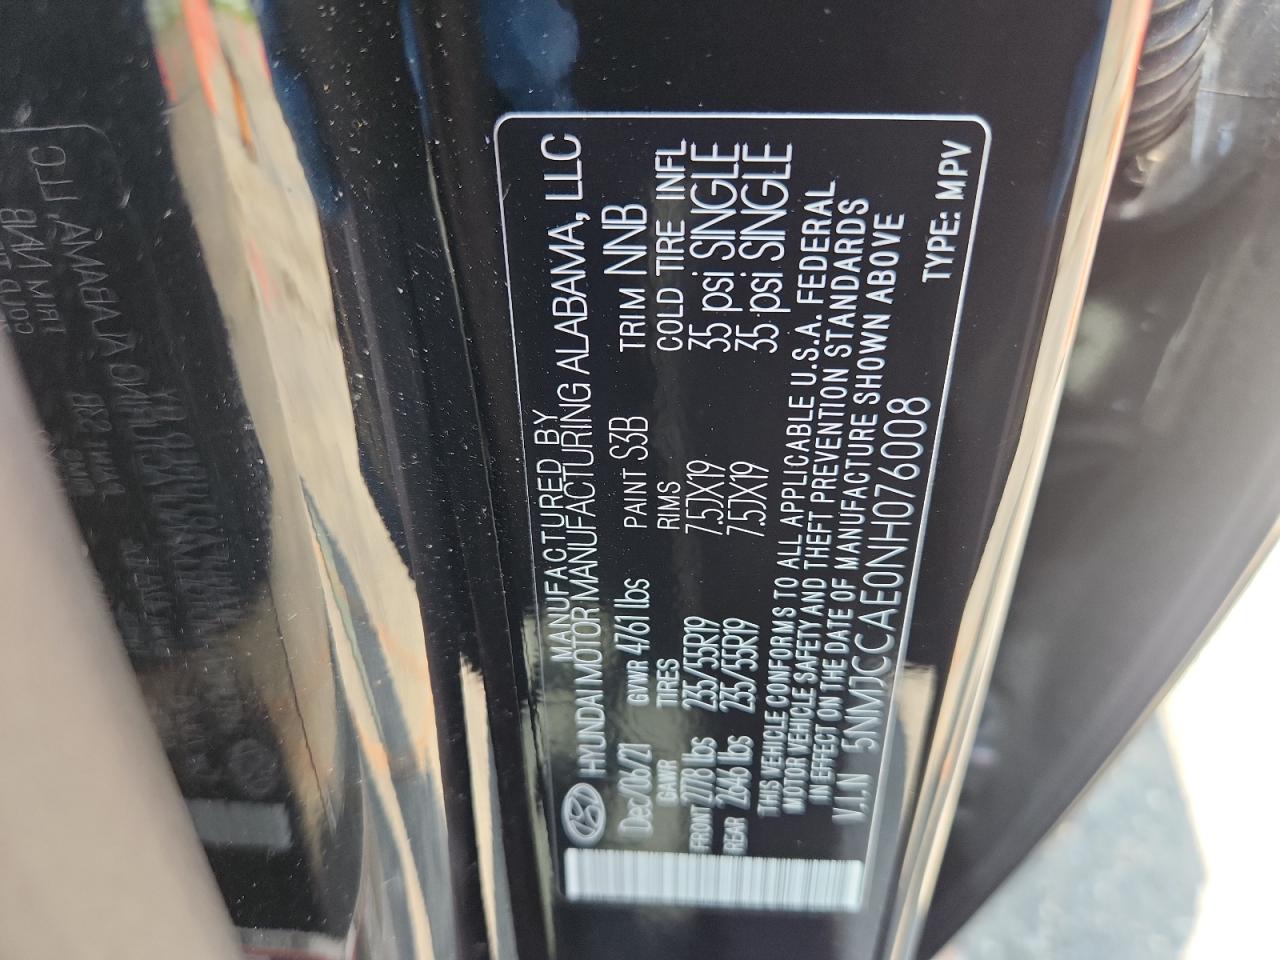 MANUFACTURED BY
HYUNDAI MOTOR MANUFACTURING ALABAMA, LLC
Dec/06/21 GVWR 4761 lbs PAINT S3B TRIM NNB
GAWR TIRES RIMS COLD TIRE INFL
FRONT 2778 lbs 235/55R19 7.5JX19 35 psi SINGLE
REAR 2646 lbs 235/55R19 7.5JX19 35 psi SINGLE
THIS VEHICLE CONFORMS TO ALL APPLICABLE U.S.A. FEDERAL
MOTOR VEHICLE SAFETY AND THEFT PREVENTION STANDARDS
IN EFFECT ON THE DATE OF MANUFACTURE SHOWN ABOVE
V.I.N 5NMJCCAE0NH076008 TYPE: MPV